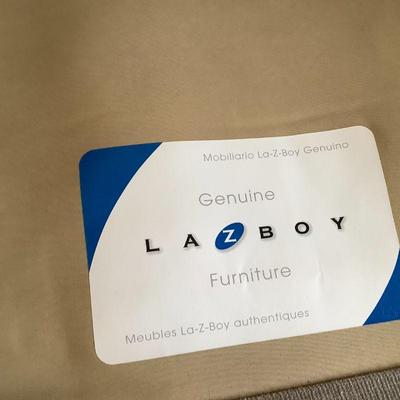 Mobiliario La-Z-Boy Genuino
Genuine
LA Z BOY
Furniture
Meubles La-Z-Boy authentiques